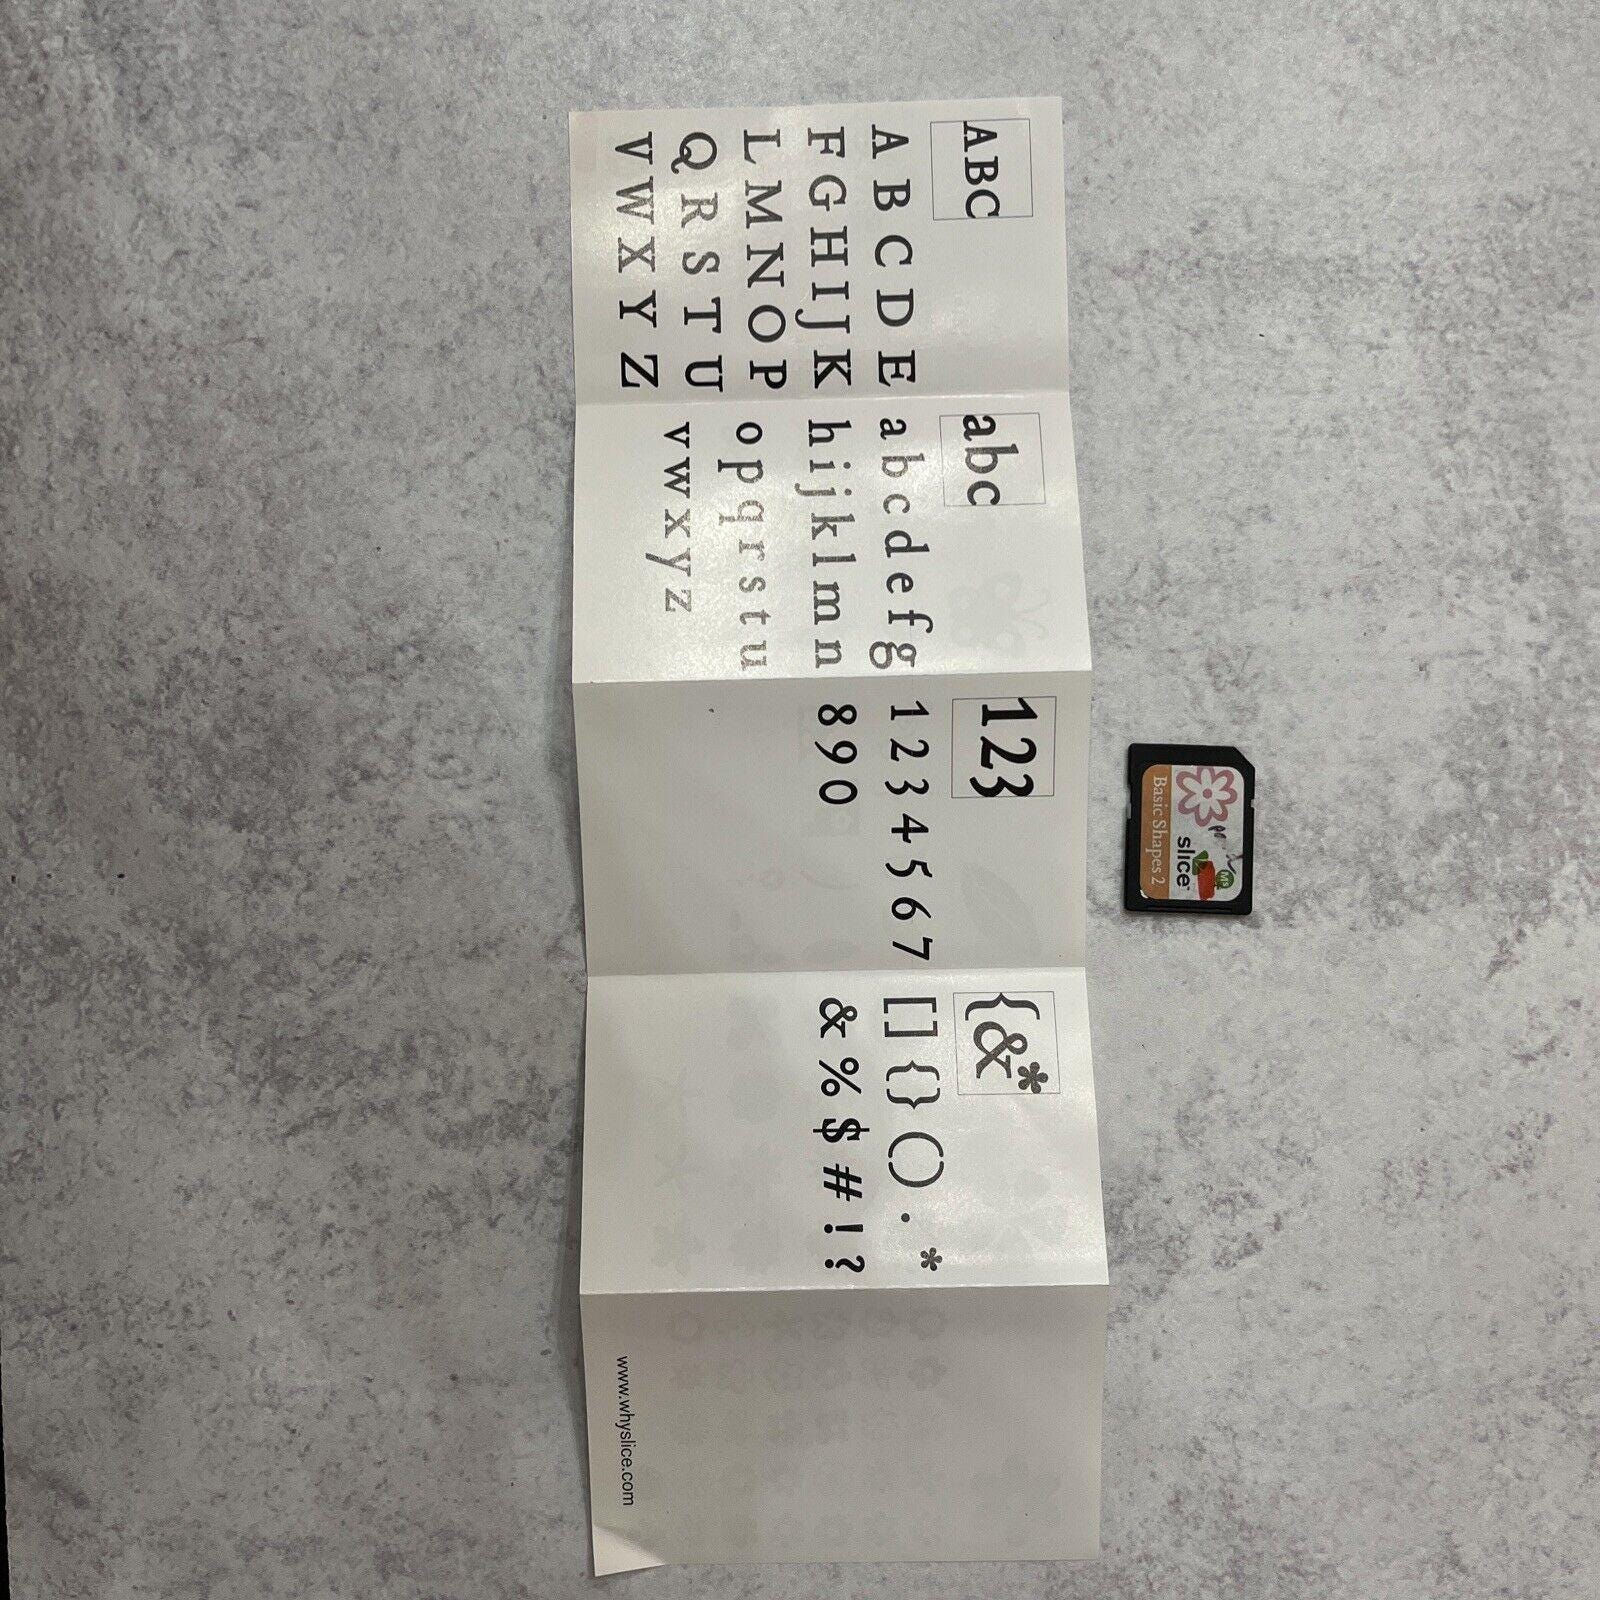 ABC
A B C D E
F G H I J K
L M N O P
Q R S T U
V W X Y Z
abc
a b c d e f g
h i j k l m n
o p q r s t u
v w x y z
123
1 2 3 4 5 6 7
8 9 0
{&*
[ ] { } ( ) . *
& % $ # ! ?
www.whyslice.com
slice
MS
Basic Shapes 2